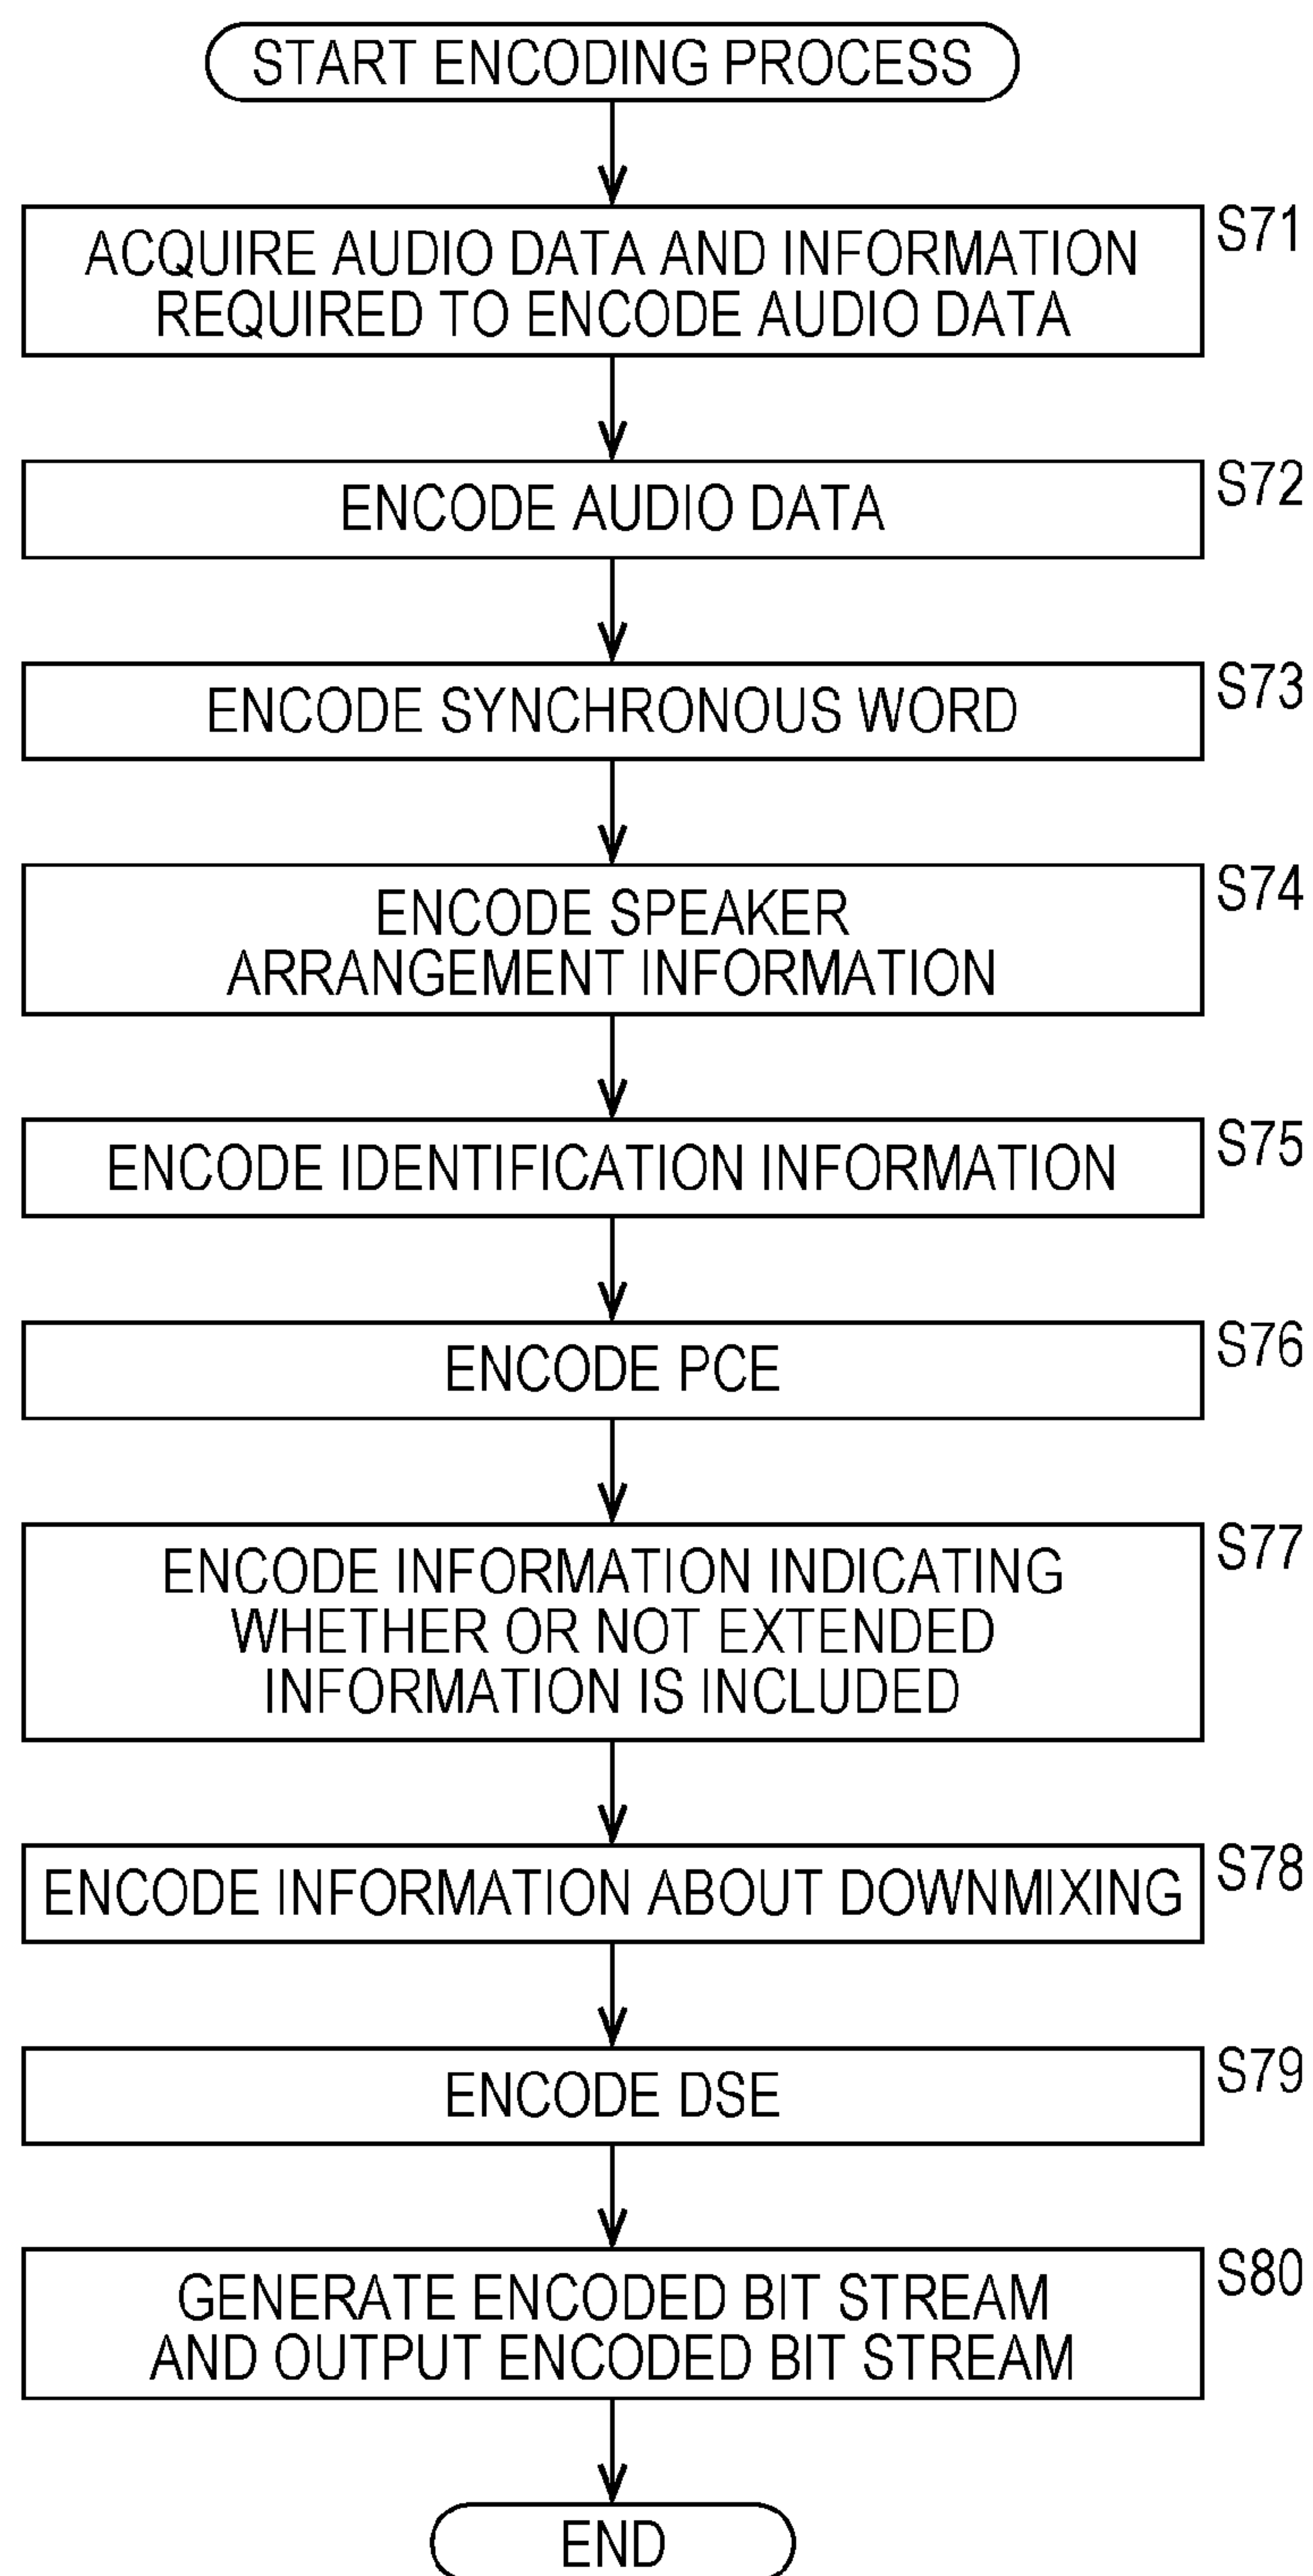 START ENCODING PROCESS
S71
ACQUIRE AUDIO DATA AND INFORMATION
REQUIRED TO ENCODE AUDIO DATA
S72
ENCODE AUDIO DATA
S73
ENCODE SYNCHRONOUS WORD
S74
ENCODE SPEAKER
ARRANGEMENT INFORMATION
S75
ENCODE IDENTIFICATION INFORMATION
S76
ENCODE PCE
S77
ENCODE INFORMATION INDICATING
WHETHER OR NOT EXTENDED
INFORMATION IS INCLUDED
S78
ENCODE INFORMATION ABOUT DOWNMIXING
S79
ENCODE DSE
S80
GENERATE ENCODED BIT STREAM
AND OUTPUT ENCODED BIT STREAM
END